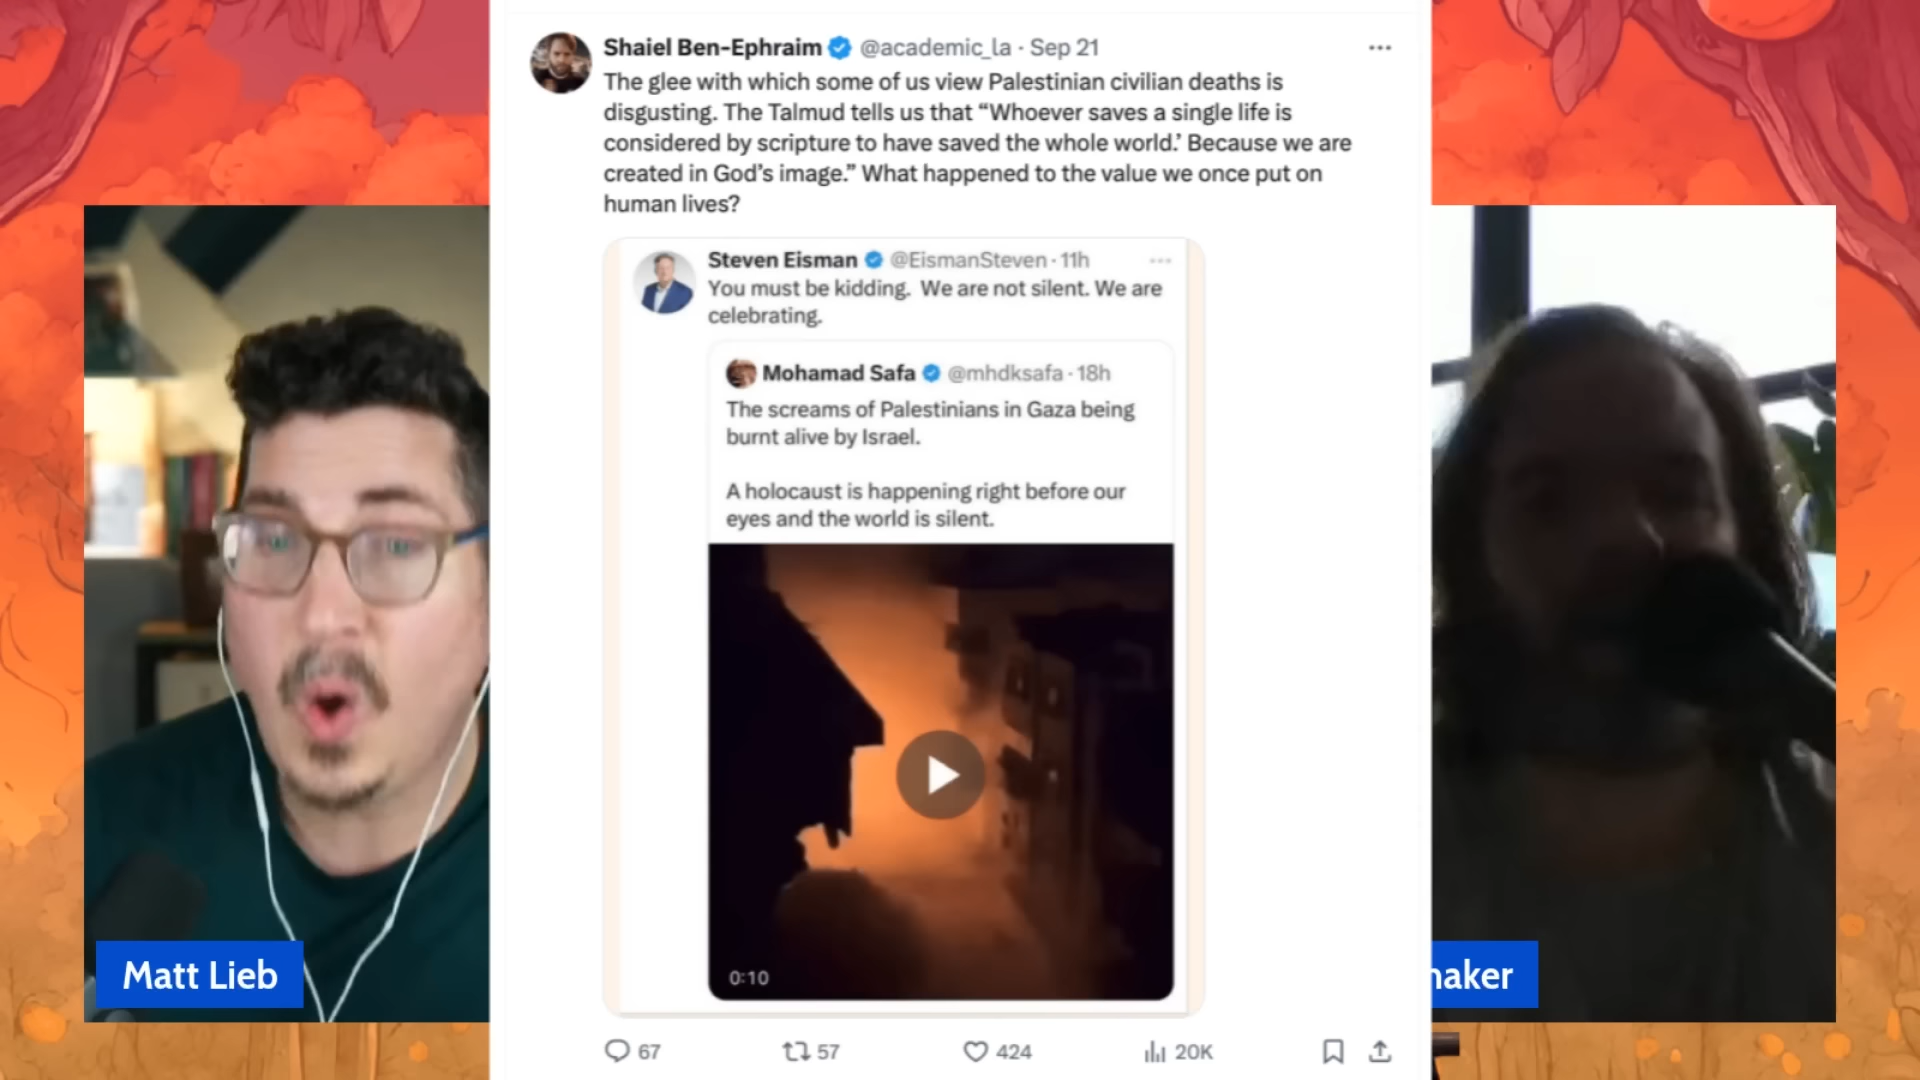 Shaiel Ben-Ephraim @academic_la · Sep 21
The glee with which some of us view Palestinian civilian deaths is
disgusting. The Talmud tells us that “Whoever saves a single life is
considered by scripture to have saved the whole world.’ Because we are
created in God’s image.” What happened to the value we once put on
human lives?
Steven Eisman @EismanSteven · 11h
You must be kidding. We are not silent. We are
celebrating.
Mohamad Safa @mhdksafa · 18h
The screams of Palestinians in Gaza being
burnt alive by Israel.
A holocaust is happening right before our
eyes and the world is silent.
0:10
67 57 424 20K
Matt Lieb
naker